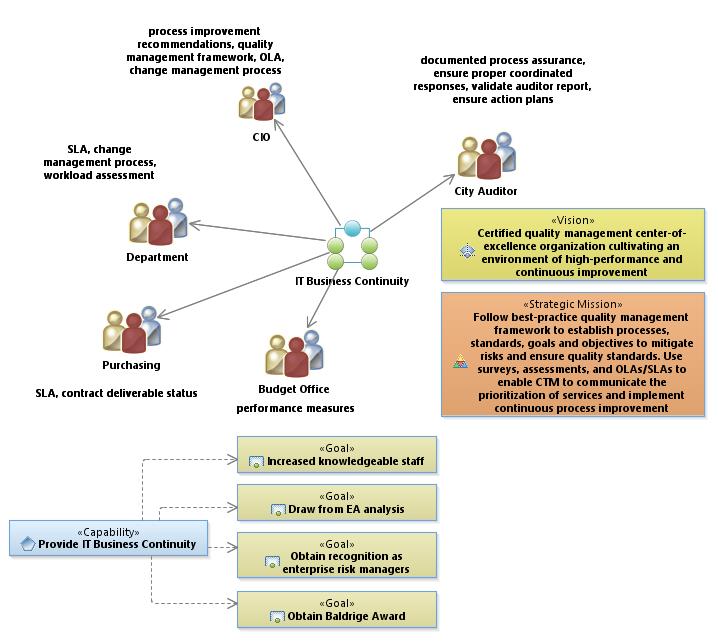 process improvement
recommendations, quality
management framework, OLA,
change management process
CIO
documented process assurance,
ensure proper coordinated
responses, validate auditor report,
ensure action plans
City Auditor
SLA, change
management process,
workload assessment
Department
IT Business Continuity
Purchasing
SLA, contract deliverable status
Budget Office
performance measures
«Vision»
Certified quality management center-of-
excellence organization cultivating an
environment of high-performance and
continuous improvement
«Strategic Mission»
Follow best-practice quality management
framework to establish processes,
standards, goals and objectives to mitigate
risks and ensure quality standards. Use
surveys, assessments, and OLAs/SLAs to
enable CTM to communicate the
prioritization of services and implement
continuous process improvement
«Capability»
Provide IT Business Continuity
«Goal»
Increased knowledgeable staff
«Goal»
Draw from EA analysis
«Goal»
Obtain recognition as
enterprise risk managers
«Goal»
Obtain Baldrige Award